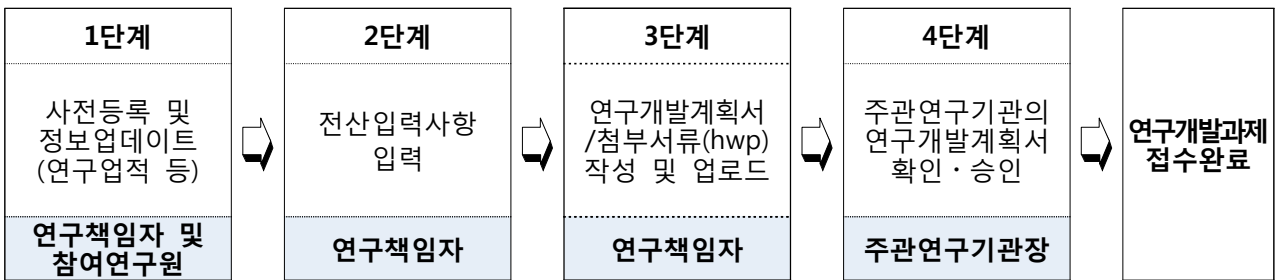 1단계
사전등록 및
정보업데이트
(연구업적 등)
연구책임자 및
참여연구원
2단계
전산입력사항
입력
연구책임자
3단계
연구개발계획서
/첨부서류(hwp)
작성 및 업로드
연구책임자
4단계
주관연구기관의
연구개발계획서
확인・승인
주관연구기관장
연구개발과제
접수완료